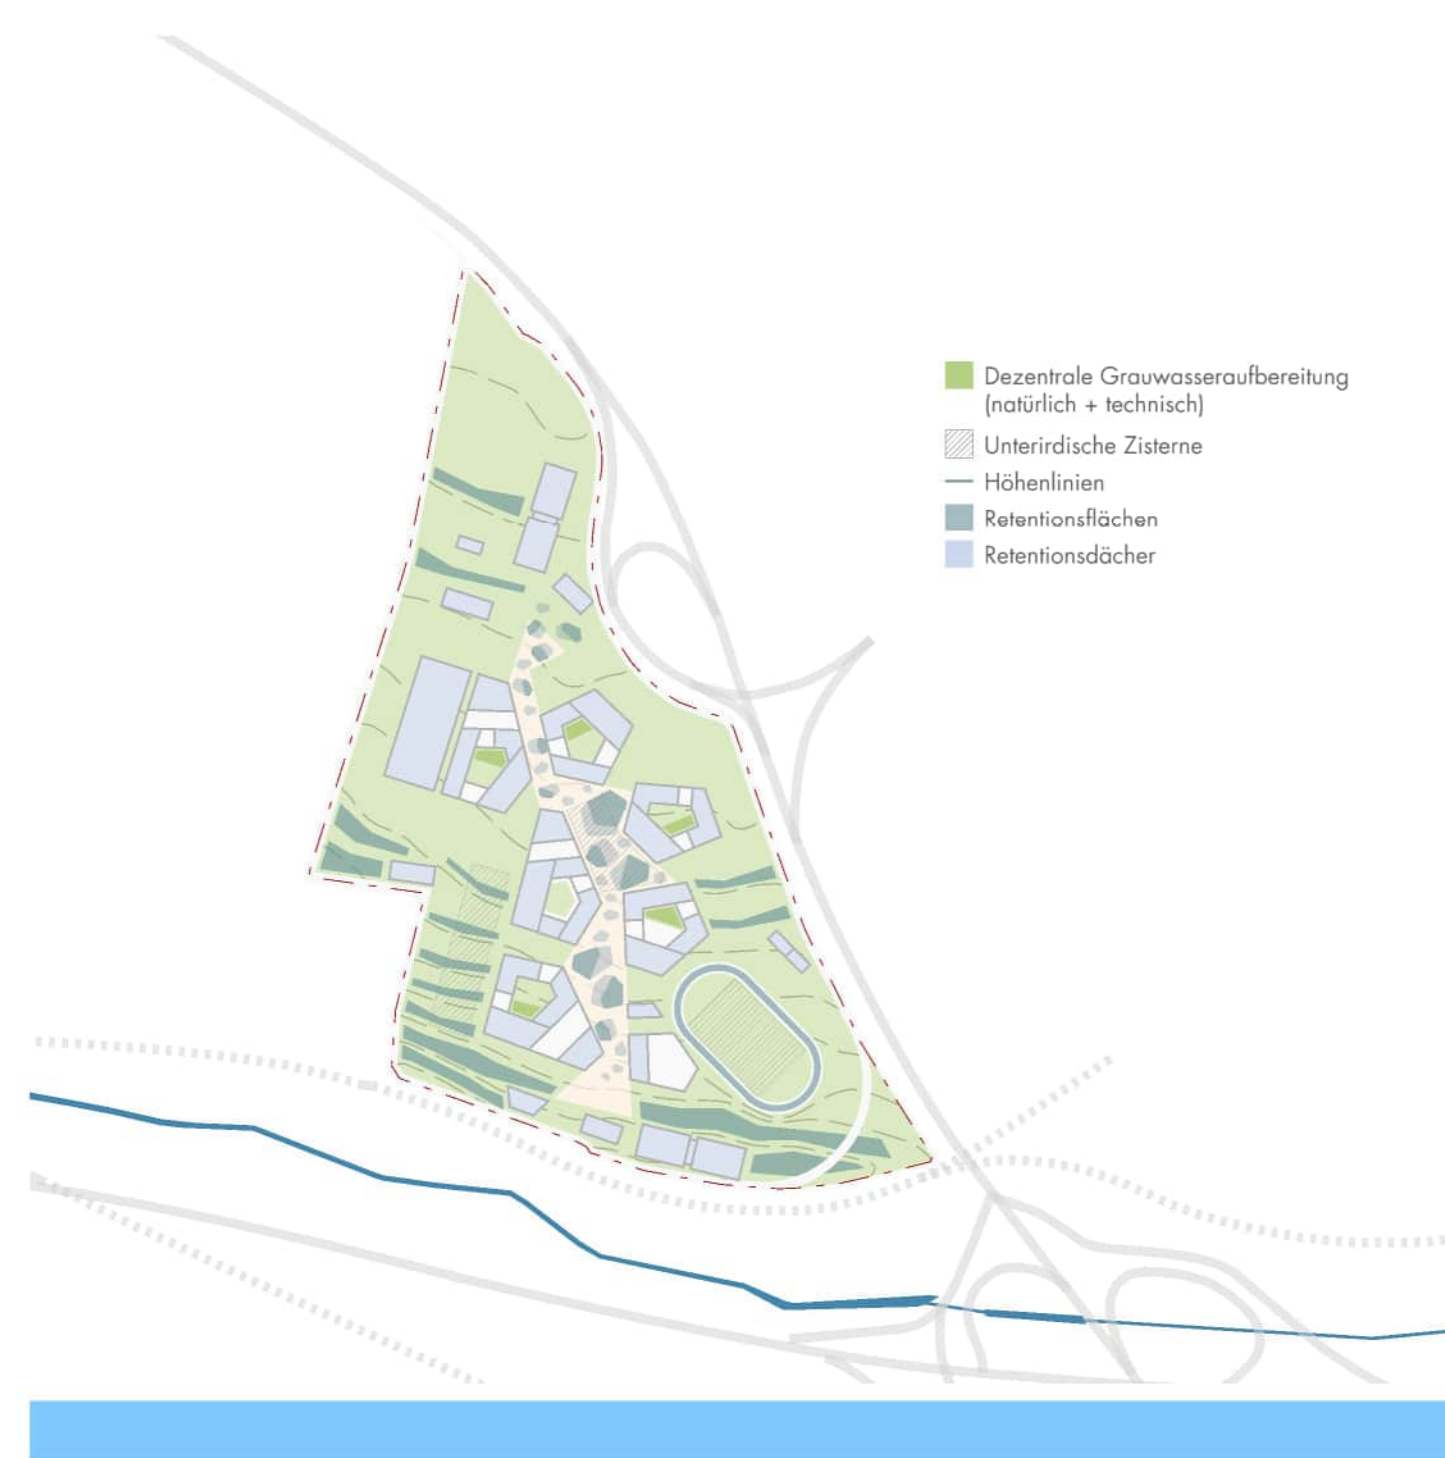 Dezentrale Grauwasseraufbereitung
(natürlich + technisch)
Unterirdische Zisterne
Höhenlinien
Retentionsflächen
Retentionsdächer